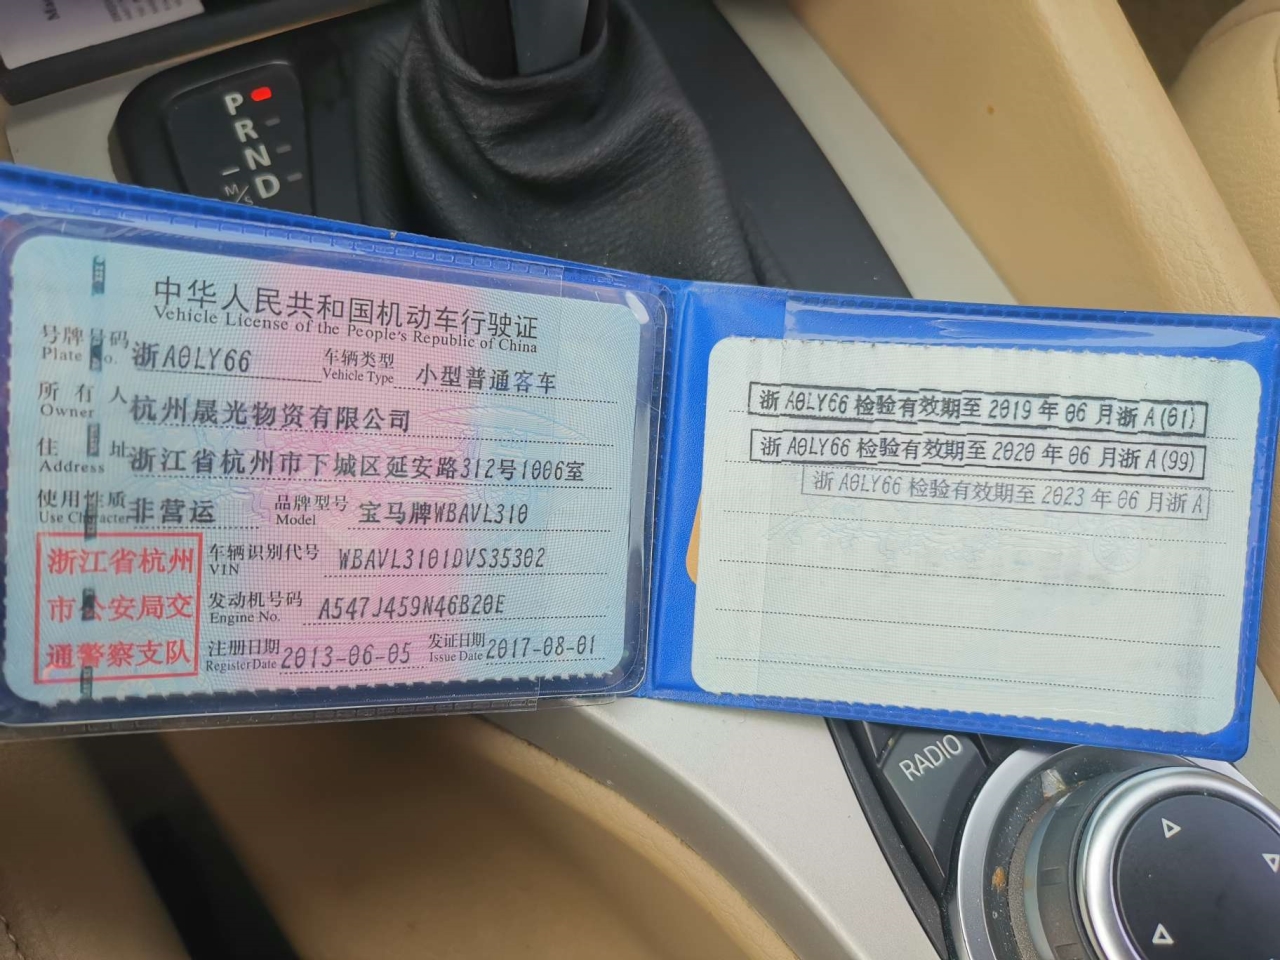 P
R
N
D
M/S
中华人民共和国机动车行驶证
Vehicle License of the People's Republic of China
号牌号码 浙A0LY66 车辆类型 小型普通客车
Plate No. Vehicle Type
所有人 杭州晟光物资有限公司
Owner
住址 浙江省杭州市下城区延安路312号1006室
Address
使用性质 非营运 品牌型号 宝马牌WBAVL310
Use Character Model
浙江省杭州
市公安局交
通警察支队
车辆识别代号 WBAVL3101DVS35302
VIN
发动机号码 A547J459N46B20E
Engine No.
注册日期 2013-06-05 发证日期 2017-08-01
Register Date Issue Date
浙A0LY66检验有效期至2019年06月浙A(01)
浙A0LY66检验有效期至2020年06月浙A(99)
浙A0LY66检验有效期至2023年06月浙A
RADIO